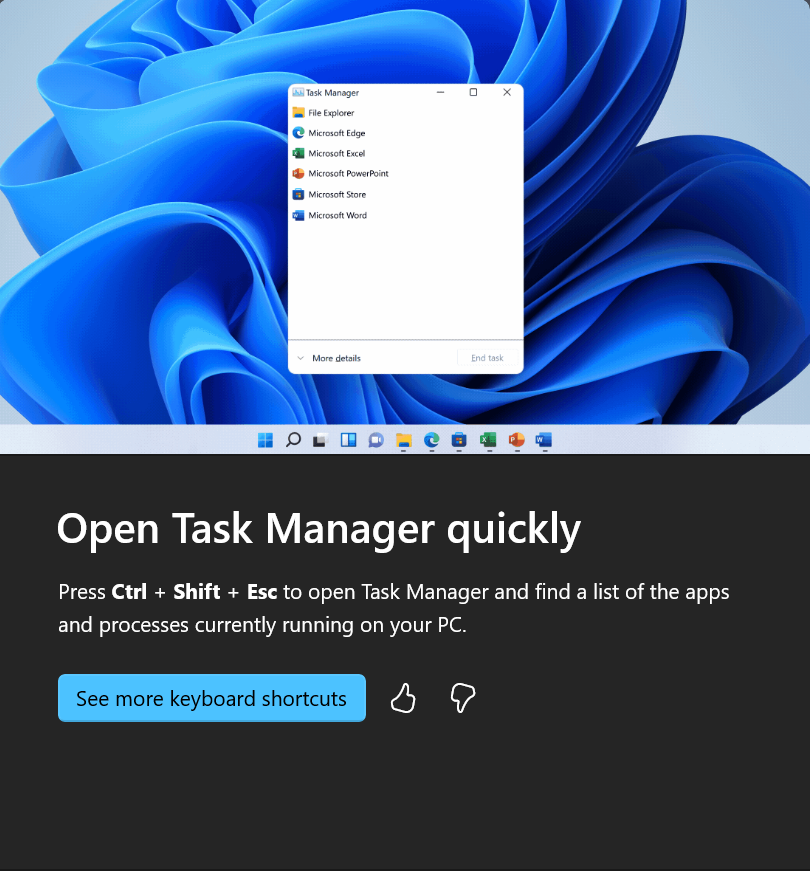 Task Manager
File Explorer
Microsoft Edge
Microsoft Excel
Microsoft PowerPoint
Microsoft Store
Microsoft Word
More details
End task
Open Task Manager quickly
Press Ctrl + Shift + Esc to open Task Manager and find a list of the apps
and processes currently running on your PC.
See more keyboard shortcuts